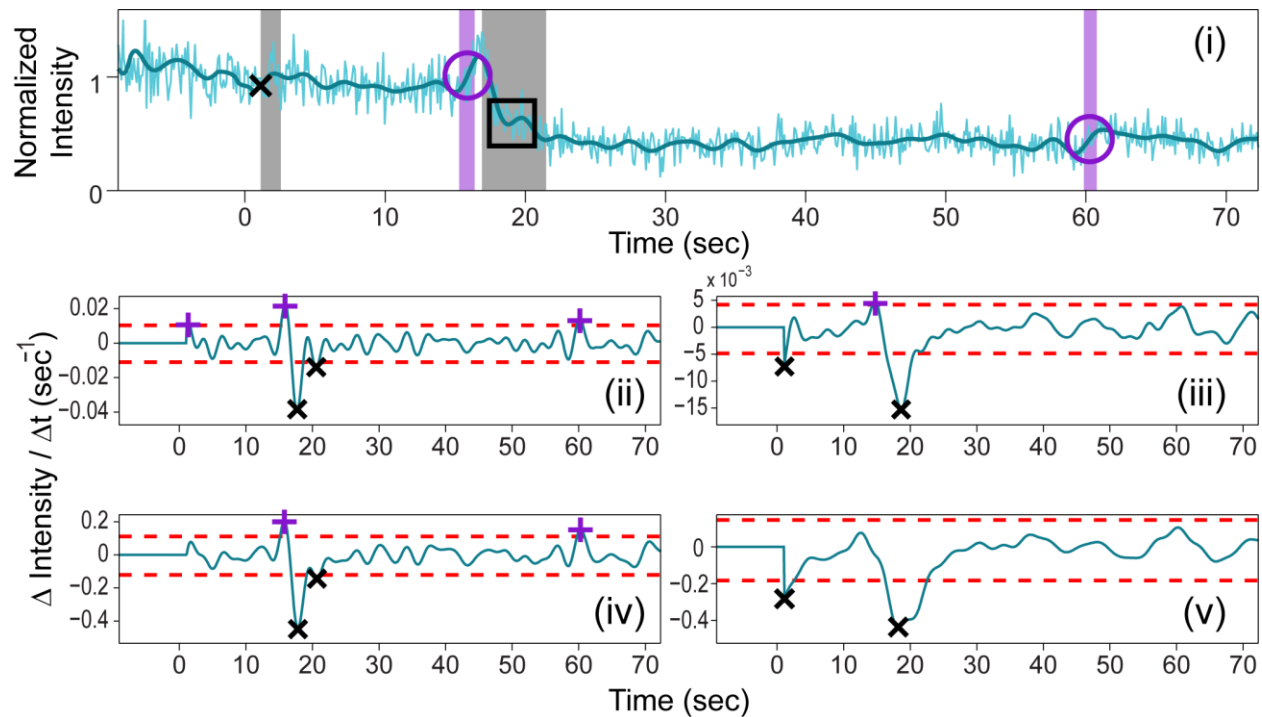 (i)
Normalized
Intensity
1
0
0 10 20 30 40 50 60 70
Time (sec)
0.02
0
−0.02
−0.04
(ii)
0 10 20 30 40 50 60 70
x 10−3
5
0
−5
−10
−15
(iii)
0 10 20 30 40 50 60 70
Δ Intensity / Δt (sec−1)
0.2
0
−0.2
−0.4
(iv)
0 10 20 30 40 50 60 70
0
−0.2
−0.4
(v)
0 10 20 30 40 50 60 70
Time (sec)